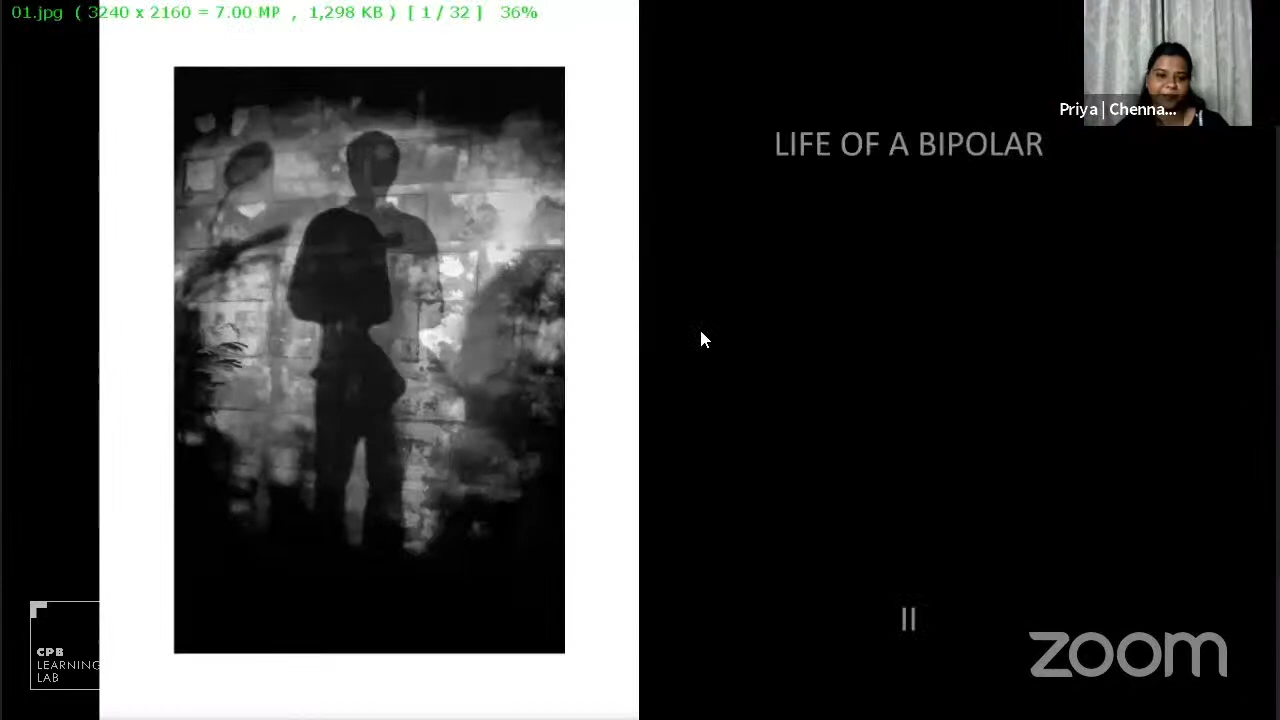 01.jpg ( 3240 x 2160 = 7.00 MP , 1,298 KB ) [ 1 / 32 ] 36%
Priya | Chenna...
LIFE OF A BIPOLAR
II
CPB
LEARNING
LAB
zoom